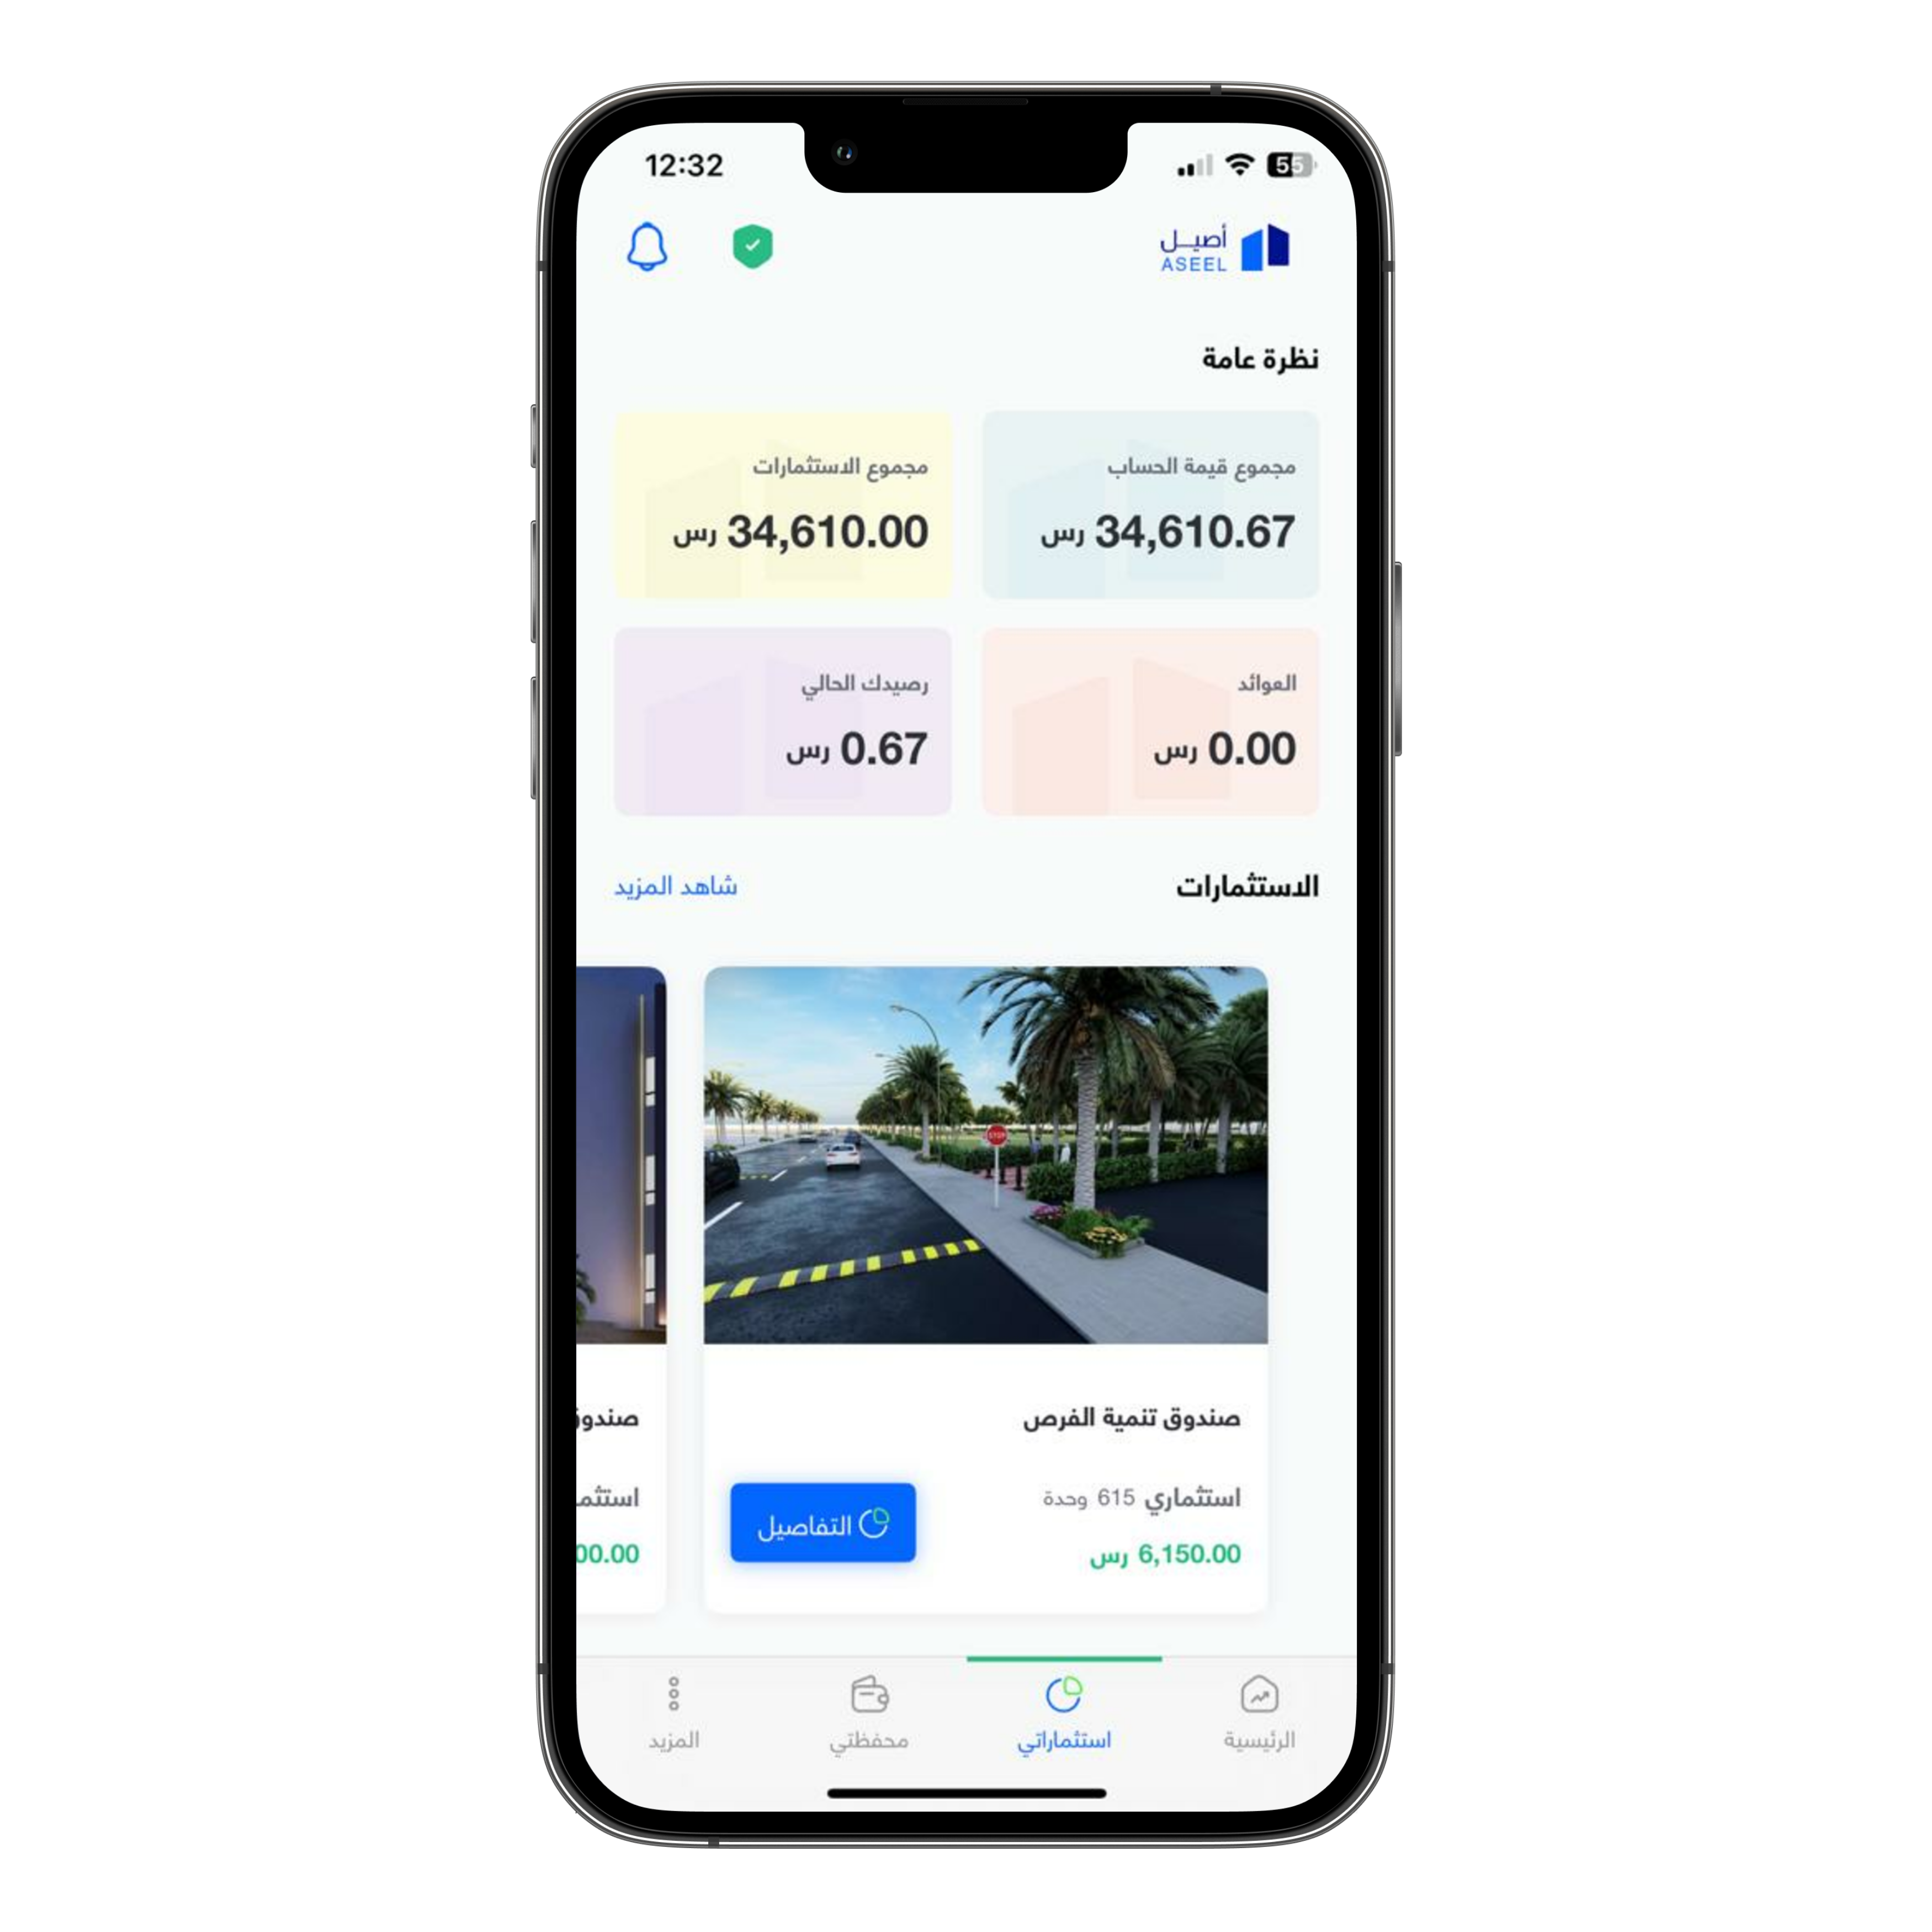 12:32
55
أصيل
ASEEL
نظرة عامة
مجموع قيمة الحساب
34,610.67 رس
مجموع الاستثمارات
34,610.00 رس
العوائد
0.00 رس
رصيدك الحالي
0.67 رس
الاستثمارات
شاهد المزيد
STOP
صندوق تنمية الفرص
استثماري 615 وحدة
6,150.00 رس
التفاصيل
صندو
استثم
00.00
الرئيسية
استثماراتي
محفظتي
المزيد